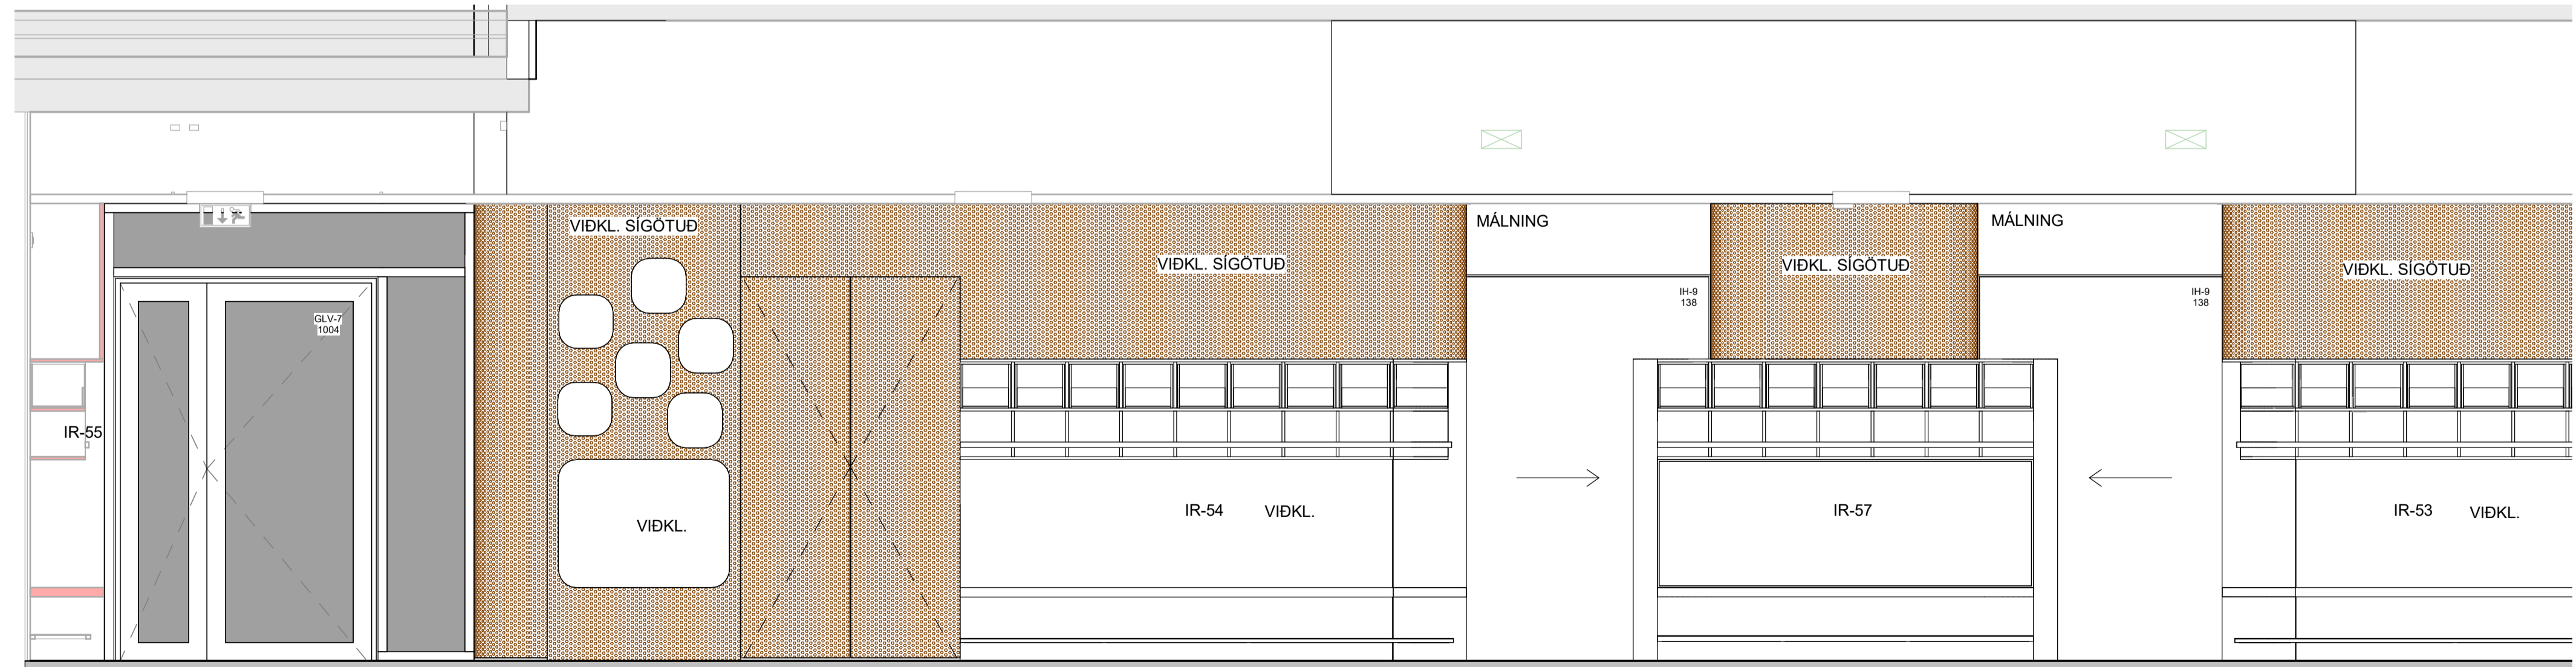 VIÐKL. SÍGÖTUÐ
MÁLNING
MÁLNING
VIÐKL. SÍGÖTUÐ
VIÐKL. SÍGÖTUÐ
VIÐKL. SÍGÖTUÐ
IH-9
138
IH-9
138
GLV-7
1004
IR-55
VIÐKL.
IR-54
VIÐKL.
IR-57
IR-53
VIÐKL.